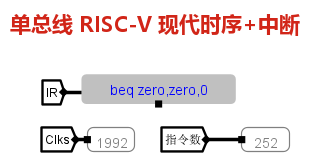 单总线 RISC-V 现代时序+中断
IR beq zero,zero,0
Clks 1992 指令数 252